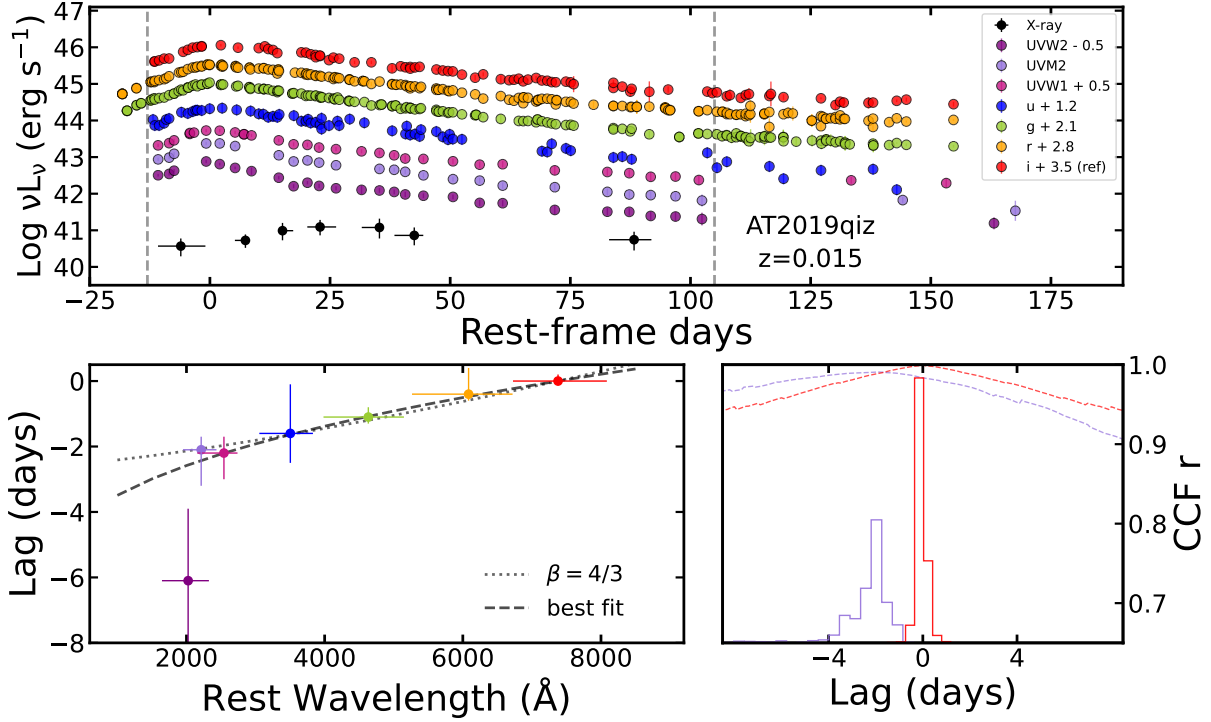 Log νLν (erg s⁻¹)
47
46
45
44
43
42
41
40
X-ray
UVW2 - 0.5
UVM2
UVW1 + 0.5
u + 1.2
g + 2.1
r + 2.8
i + 3.5 (ref)
AT2019qiz
z=0.015
−25 0 25 50 75 100 125 150 175
Rest-frame days
Lag (days)
0
−2
−4
−6
−8
β = 4/3
best fit
2000 4000 6000 8000
Rest Wavelength (Å)
1.0
0.9
0.8
0.7
CCF r
−4 0 4
Lag (days)